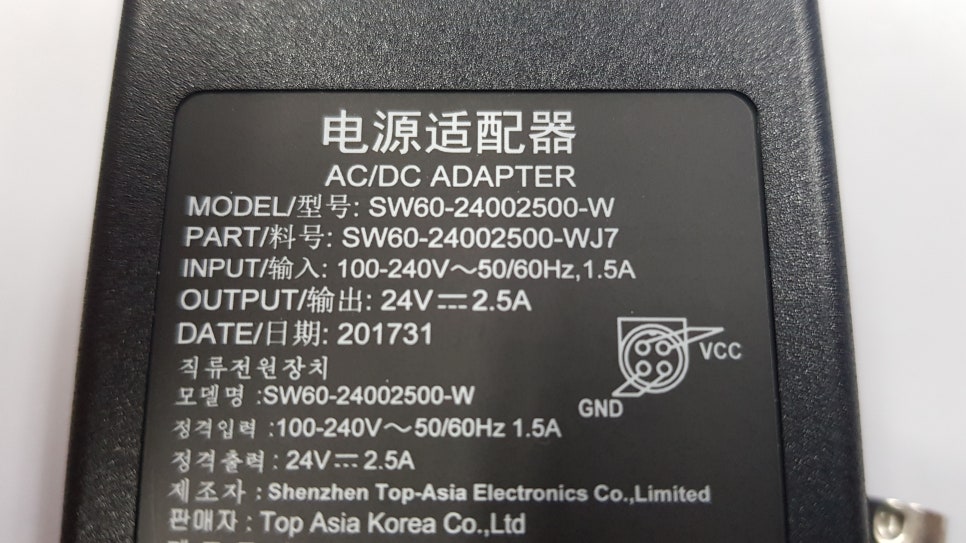 电源适配器
AC/DC ADAPTER
MODEL/型号: SW60-24002500-W
PART/料号: SW60-24002500-WJ7
INPUT/输入: 100-240V～50/60Hz,1.5A
OUTPUT/输出: 24V⎓2.5A
DATE/日期: 201731
VCC
GND
직류전원장치
모델명 :SW60-24002500-W
정격입력 :100-240V～50/60Hz 1.5A
정격출력 : 24V⎓2.5A
제조자 : Shenzhen Top-Asia Electronics Co.,Limited
판매자 : Top Asia Korea Co.,Ltd